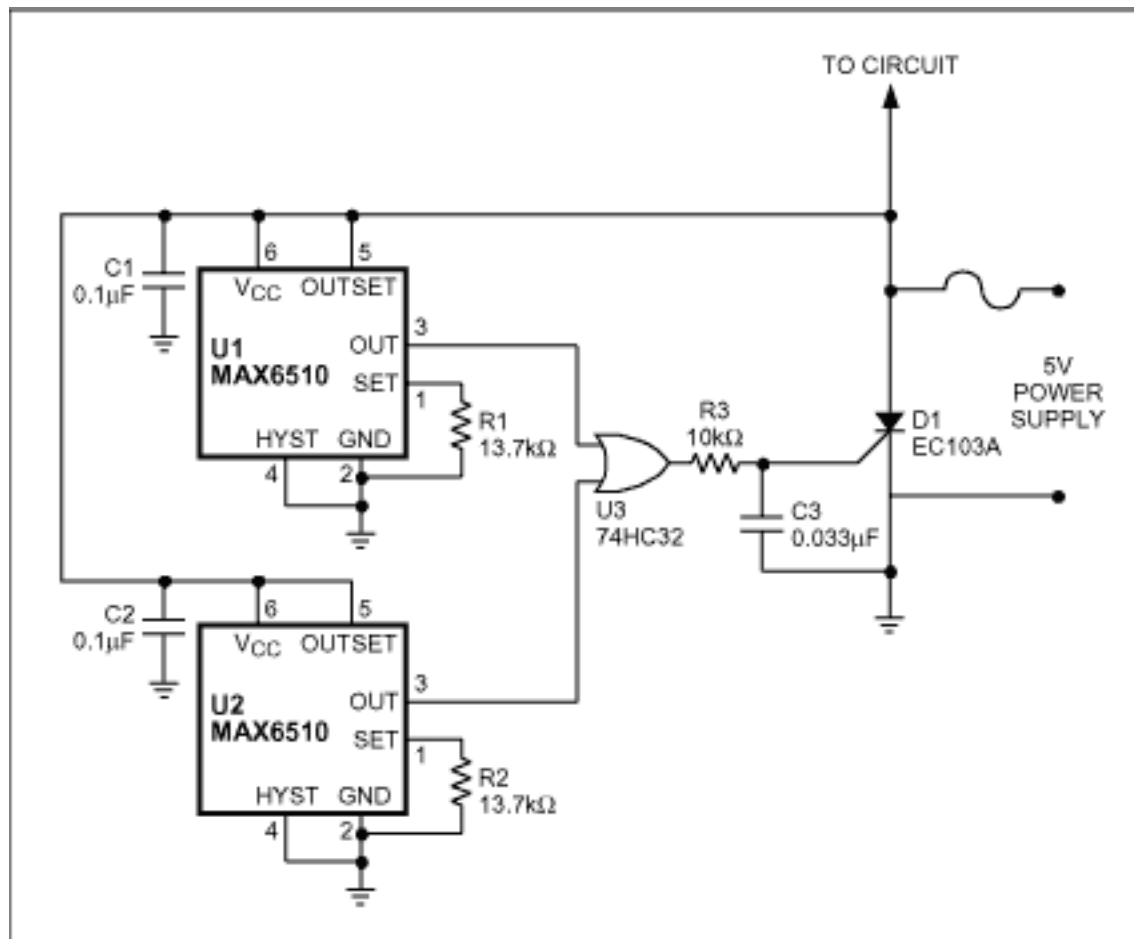 TO CIRCUIT
6 5
C1
0.1µF
VCC OUTSET
3
U1
MAX6510
OUT
SET
1
R1
13.7kΩ
HYST GND
4 2
5V
POWER
SUPPLY
R3
10kΩ
D1
EC103A
U3
74HC32
C3
0.033µF
6 5
C2
0.1µF
VCC OUTSET
3
U2
MAX6510
OUT
SET
1
R2
13.7kΩ
HYST GND
4 2